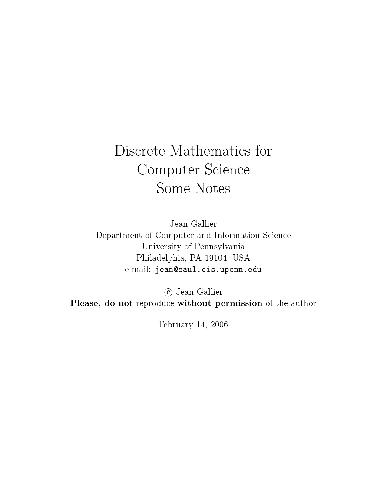 Discrete Mathematics for
Computer Science
Some Notes
Jean Gallier
Department of Computer and Information Science
University of Pennsylvania
Philadelphia, PA 19104, USA
e-mail: jean@saul.cis.upenn.edu
© Jean Gallier
Please, do not reproduce without permission of the author
February 14, 2006